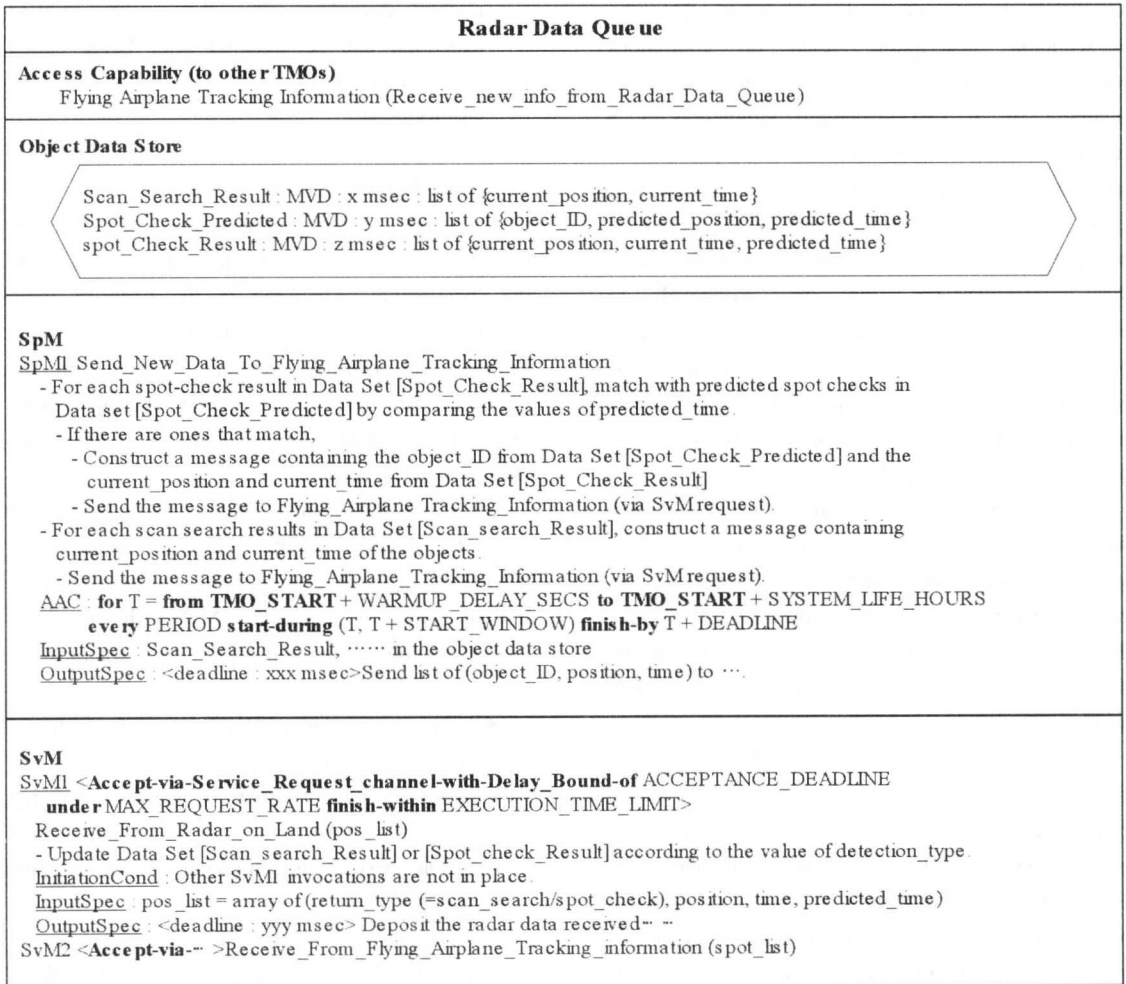 Radar Data Queue
Access Capability (to other TMOs)
Flying Airplane Tracking Information (Receive_new_info_from_Radar_Data_Queue)
Object Data Store
Scan_Search_Result : MVD : x msec : list of {current_position, current_time}
Spot_Check_Predicted : MVD : y msec : list of {object_ID, predicted_position, predicted_time}
spot_Check_Result : MVD : z msec : list of {current_position, current_time, predicted_time}
SpM
SpM1 Send_New_Data_To_Flying_Airplane_Tracking_Information
- For each spot-check result in Data Set [Spot_Check_Result], match with predicted spot checks in
Data set [Spot_Check_Predicted] by comparing the values of predicted_time.
- If there are ones that match,
- Construct a message containing the object_ID from Data Set [Spot_Check_Predicted] and the
current_position and current_time from Data Set [Spot_Check_Result]
- Send the message to Flying_Airplane Tracking_Information (via SvM request).
- For each scan search results in Data Set [Scan_search_Result], construct a message containing
current_position and current_time of the objects.
- Send the message to Flying_Airplane_Tracking_Information (via SvM request).
AAC : for T = from TMO_START + WARMUP_DELAY_SECS to TMO_START + SYSTEM_LIFE_HOURS
every PERIOD start-during (T, T + START_WINDOW) finish-by T + DEADLINE
InputSpec : Scan_Search_Result, ⋯⋯ in the object data store
OutputSpec : <deadline : xxx msec>Send list of (object_ID, position, time) to ⋯.
SvM
SvM1 <Accept-via-Service_Request_channel-with-Delay_Bound-of ACCEPTANCE_DEADLINE
under MAX_REQUEST_RATE finish-within EXECUTION_TIME_LIMIT>
Receive_From_Radar_on_Land (pos_list)
- Update Data Set [Scan_search_Result] or [Spot_check_Result] according to the value of detection_type.
InitiationCond : Other SvM1 invocations are not in place.
InputSpec : pos_list = array of (return_type (=scan_search/spot_check), position, time, predicted_time)
OutputSpec : <deadline : yyy msec> Deposit the radar data received⋯ ⋯
SvM2 <Accept-via-⋯ >Receive_From_Flying_Airplane_Tracking_information (spot_list)